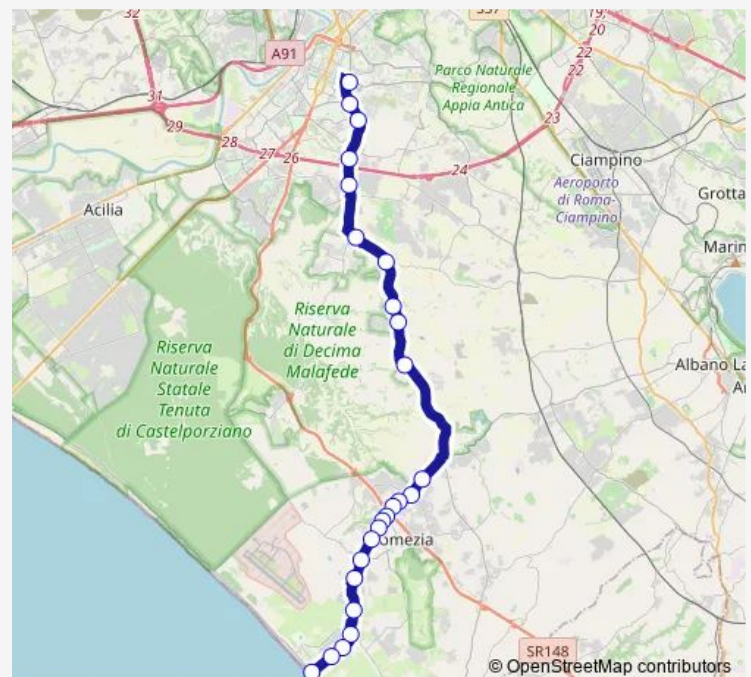 32
A91
19,
20
22
22
Parco Naturale
Regionale
Appia Antica
31
29
28
27
26
23
24
Ciampino
Aeroporto
di Roma-
Ciampino
Grotta
Acilia
Marin
Riserva
Naturale
di Decima
Malafede
Riserva
Naturale
Statale
Tenuta
di Castelporziano
Albano La
omezia
SR148
© OpenStreetMap contributors